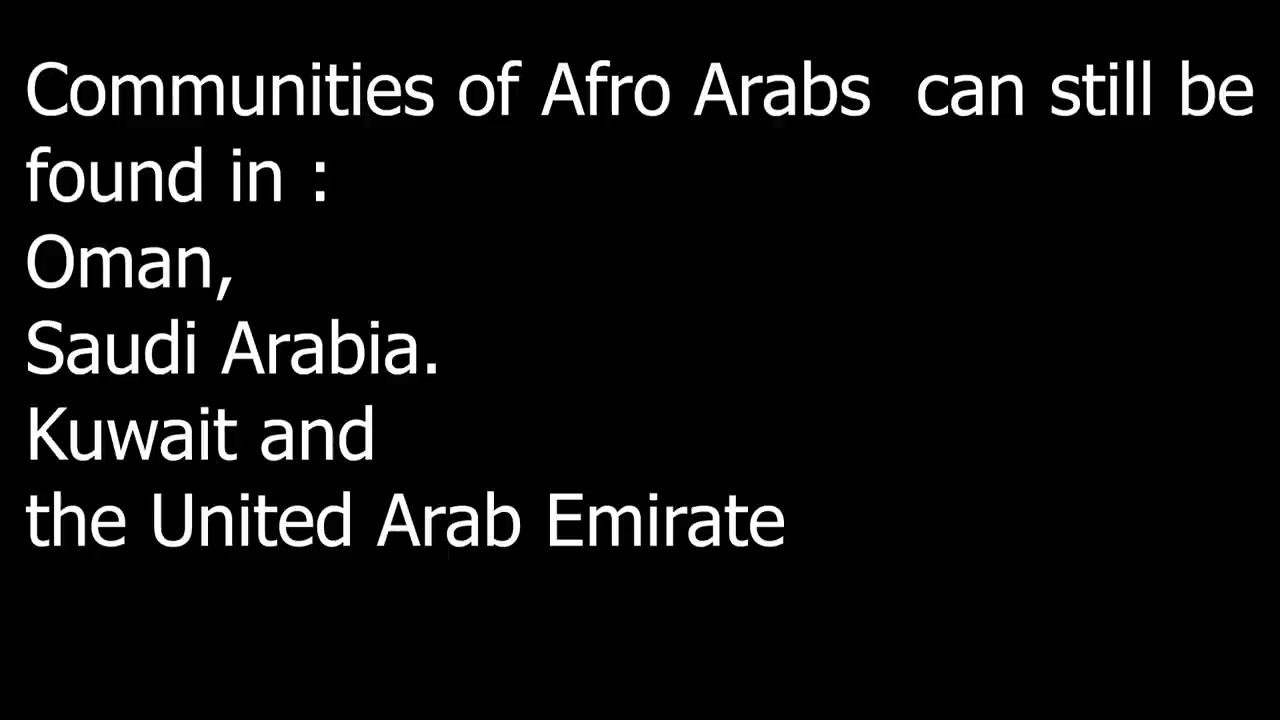 Communities of Afro Arabs  can still be
found in :
Oman,
Saudi Arabia.
Kuwait and
the United Arab Emirate